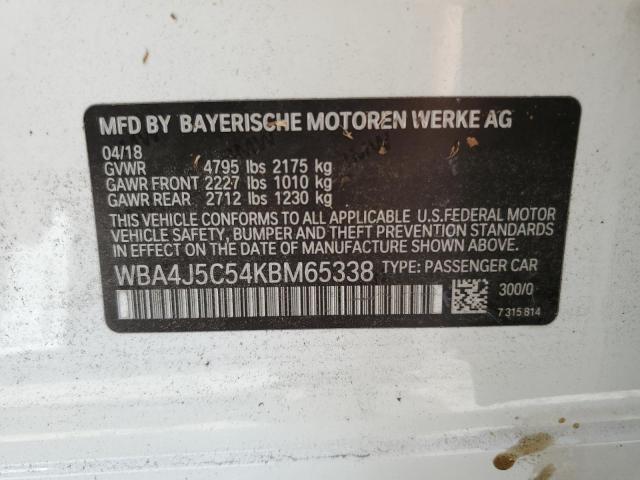 MFD BY BAYERISCHE MOTOREN WERKE AG
04/18
GVWR 4795 lbs 2175 kg
GAWR FRONT 2227 lbs 1010 kg
GAWR REAR 2712 lbs 1230 kg
THIS VEHICLE CONFORMS TO ALL APPLICABLE U.S.FEDERAL MOTOR
VEHICLE SAFETY, BUMPER AND THEFT PREVENTION STANDARDS
IN EFFECT ON THE DATE OF MANUFACTURE SHOWN ABOVE.
WBA4J5C54KBM65338 TYPE: PASSENGER CAR
300/0
7 315 814